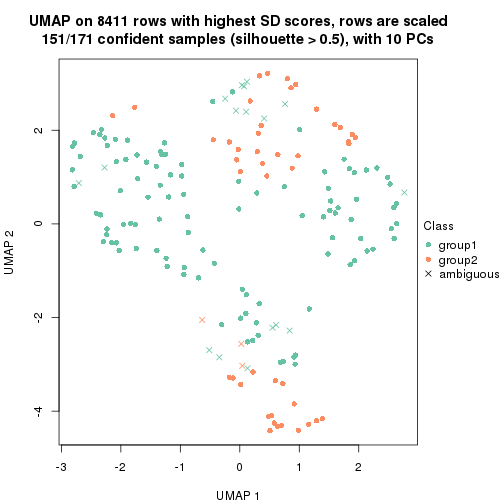 UMAP on 8411 rows with highest SD scores, rows are scaled
151/171 confident samples (silhouette > 0.5), with 10 PCs
2
0
-2
-4
UMAP 2
-3
-2
-1
0
1
2
UMAP 1
Class
group1
group2
ambiguous